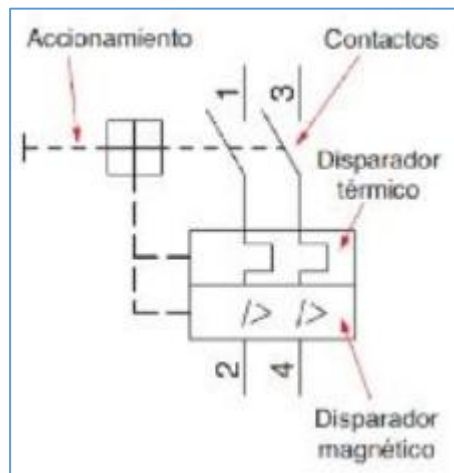 Accionamiento
Contactos
1
3
Disparador
térmico
I> I>
2
4
Disparador
magnético